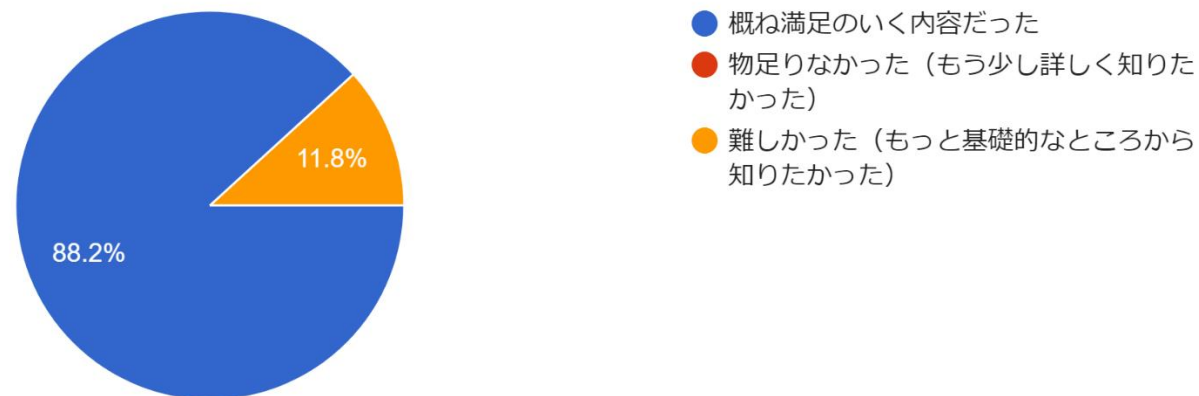 概ね満足のいく内容だった
物足りなかった（もう少し詳しく知りた
かった）
難しかった（もっと基礎的なところから
知りたかった）
11.8%
88.2%